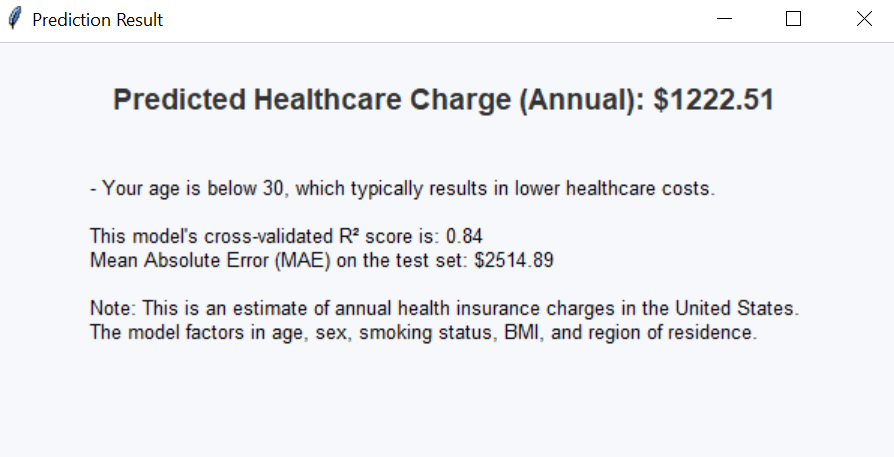 Prediction Result
Predicted Healthcare Charge (Annual): $1222.51
- Your age is below 30, which typically results in lower healthcare costs.
This model's cross-validated R² score is: 0.84
Mean Absolute Error (MAE) on the test set: $2514.89
Note: This is an estimate of annual health insurance charges in the United States.
The model factors in age, sex, smoking status, BMI, and region of residence.